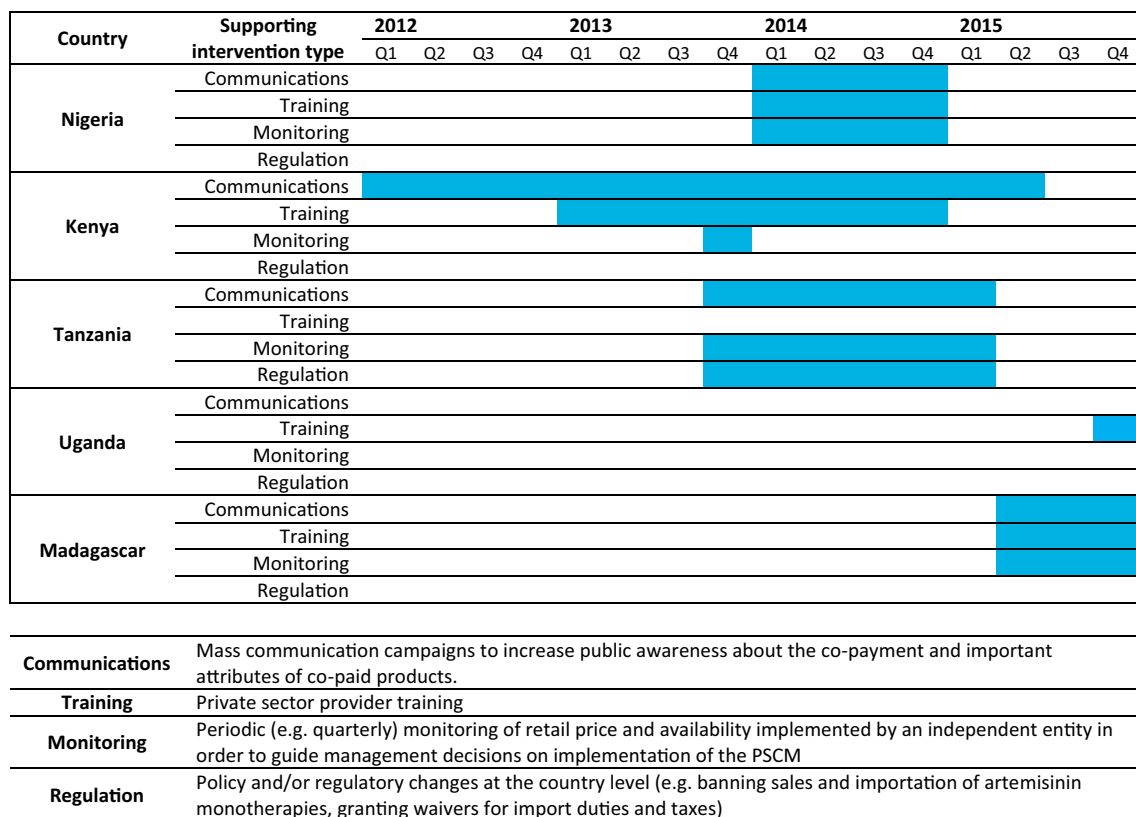 Country Supporting intervention type 2012 2013 2014 2015
Q1 Q2 Q3 Q4 Q1 Q2 Q3 Q4 Q1 Q2 Q3 Q4 Q1 Q2 Q3 Q4
Nigeria
Communications
Training
Monitoring
Regulation
Kenya
Communications
Training
Monitoring
Regulation
Tanzania
Communications
Training
Monitoring
Regulation
Uganda
Communications
Training
Monitoring
Regulation
Madagascar
Communications
Training
Monitoring
Regulation
Communications Mass communication campaigns to increase public awareness about the co-payment and important
attributes of co-paid products.
Training Private sector provider training
Monitoring Periodic (e.g. quarterly) monitoring of retail price and availability implemented by an independent entity in
order to guide management decisions on implementation of the PSCM
Regulation Policy and/or regulatory changes at the country level (e.g. banning sales and importation of artemisinin
monotherapies, granting waivers for import duties and taxes)